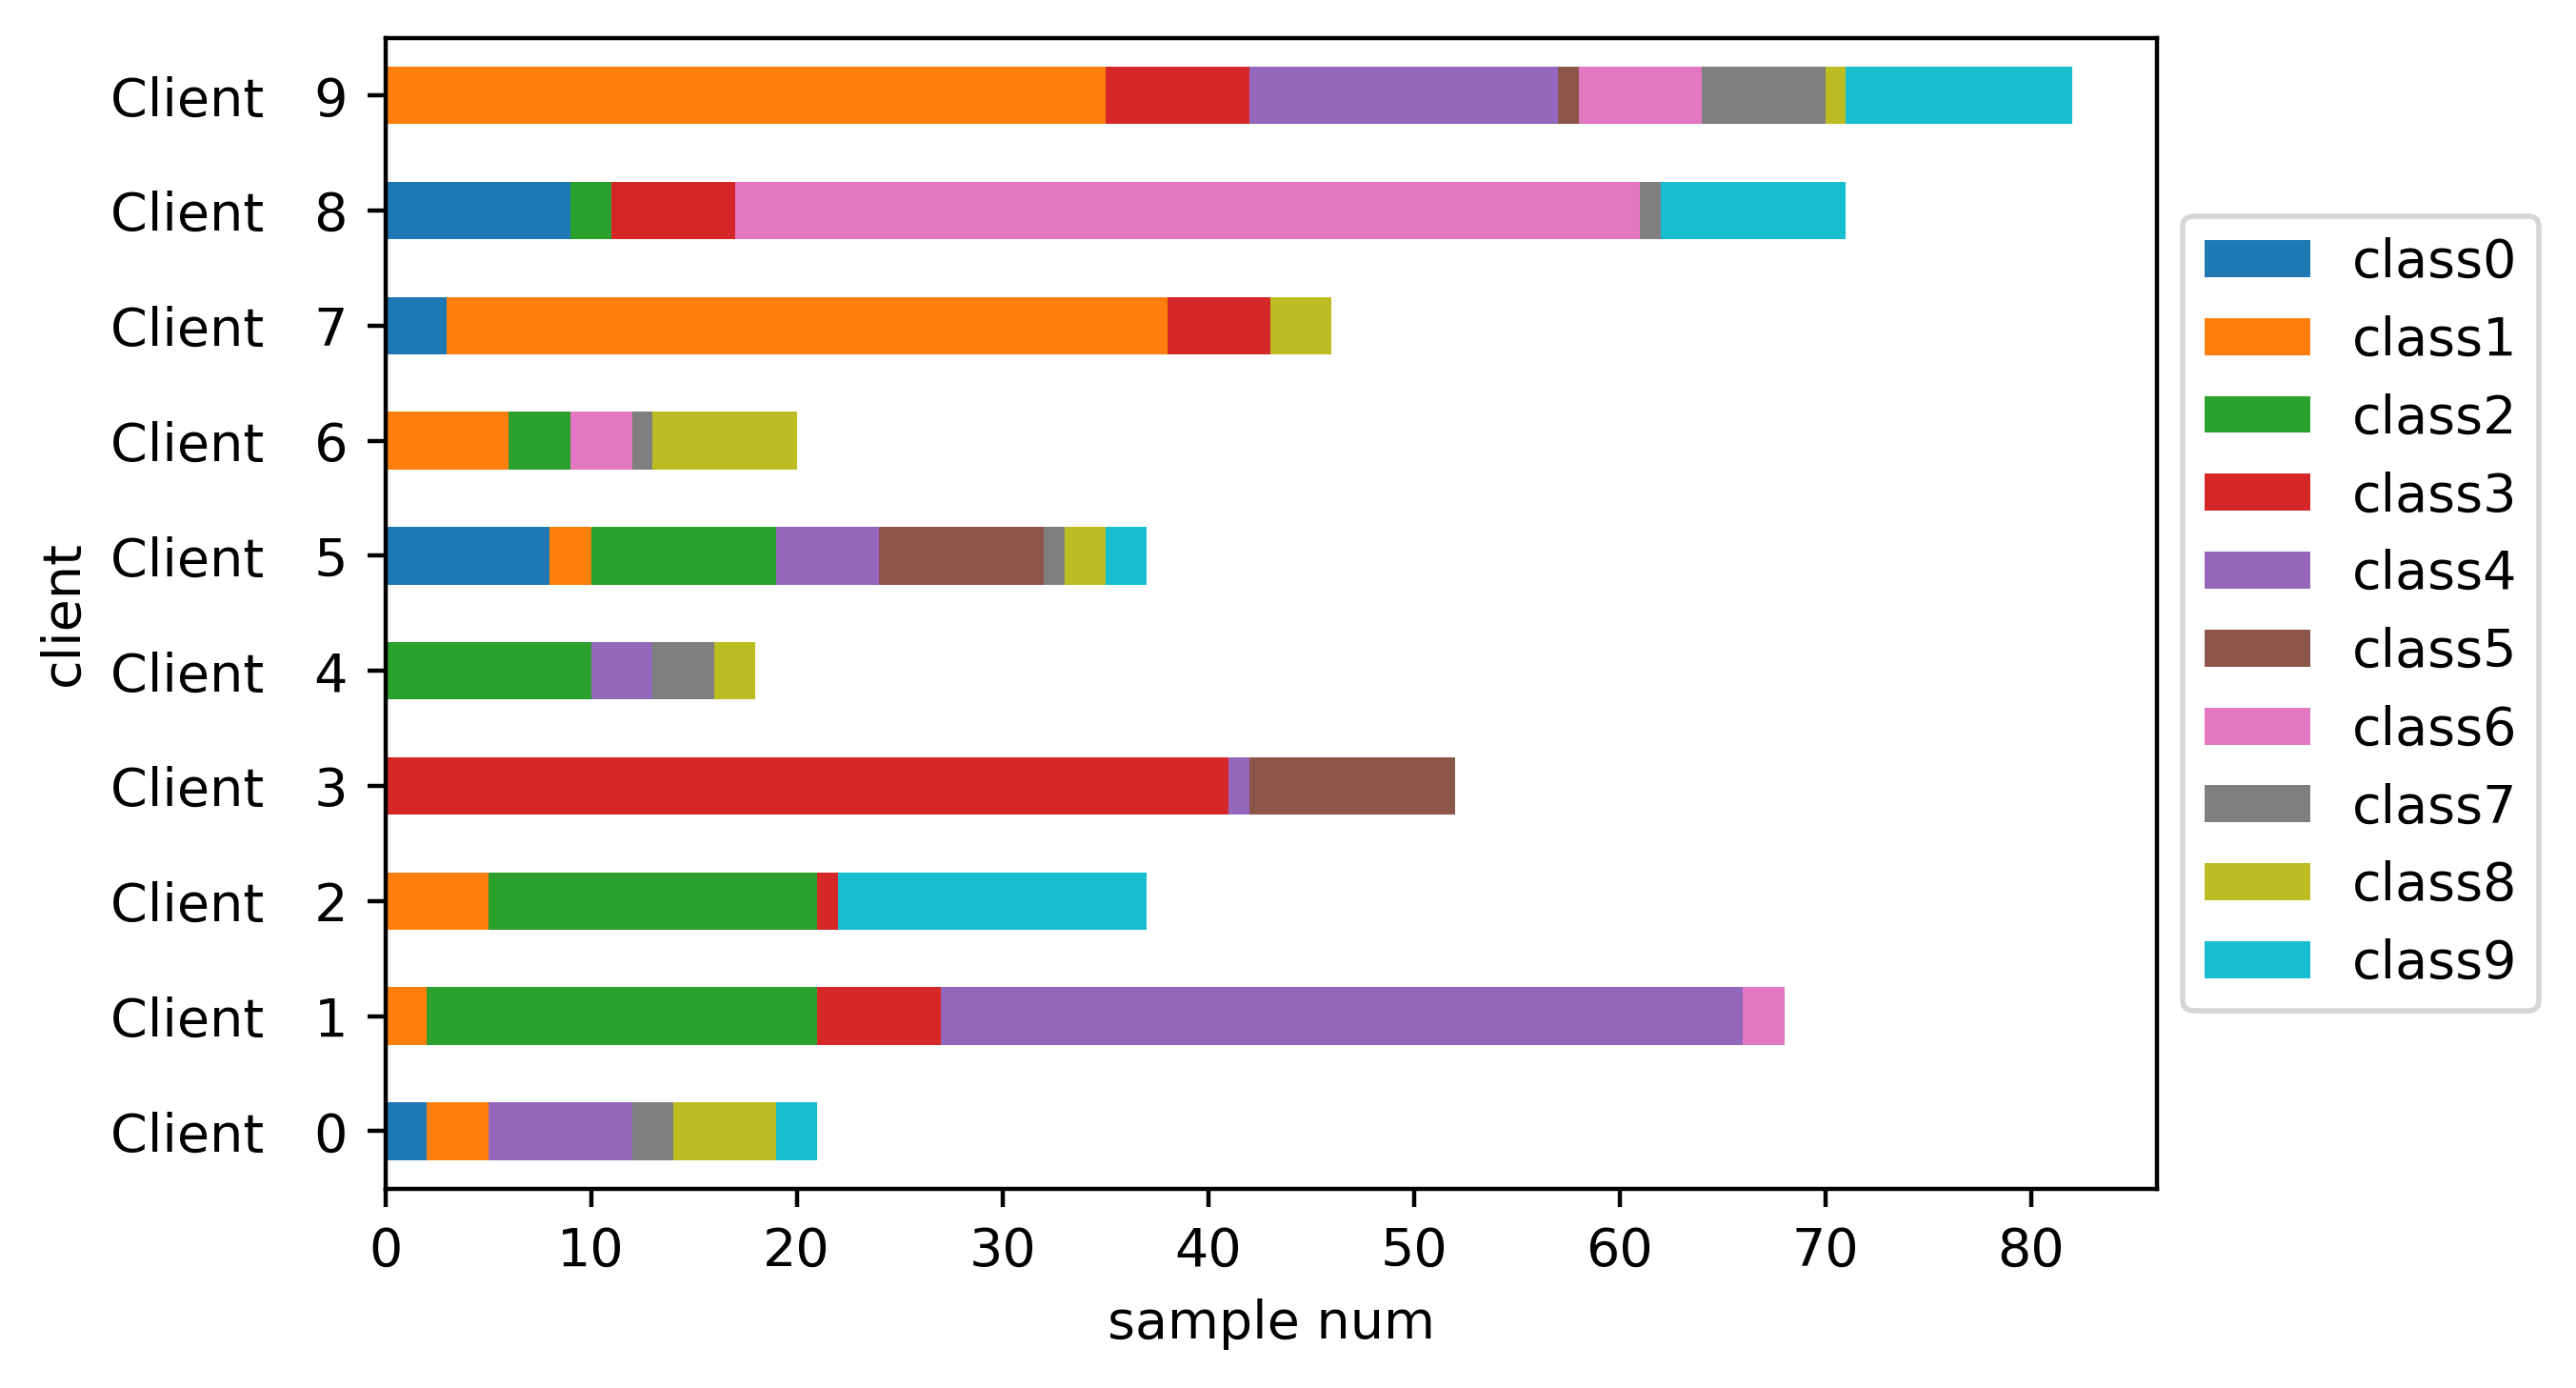 Client 9
Client 8
Client 7
Client 6
Client 5
Client 4
Client 3
Client 2
Client 1
Client 0
client
0 10 20 30 40 50 60 70 80
sample num
class0
class1
class2
class3
class4
class5
class6
class7
class8
class9